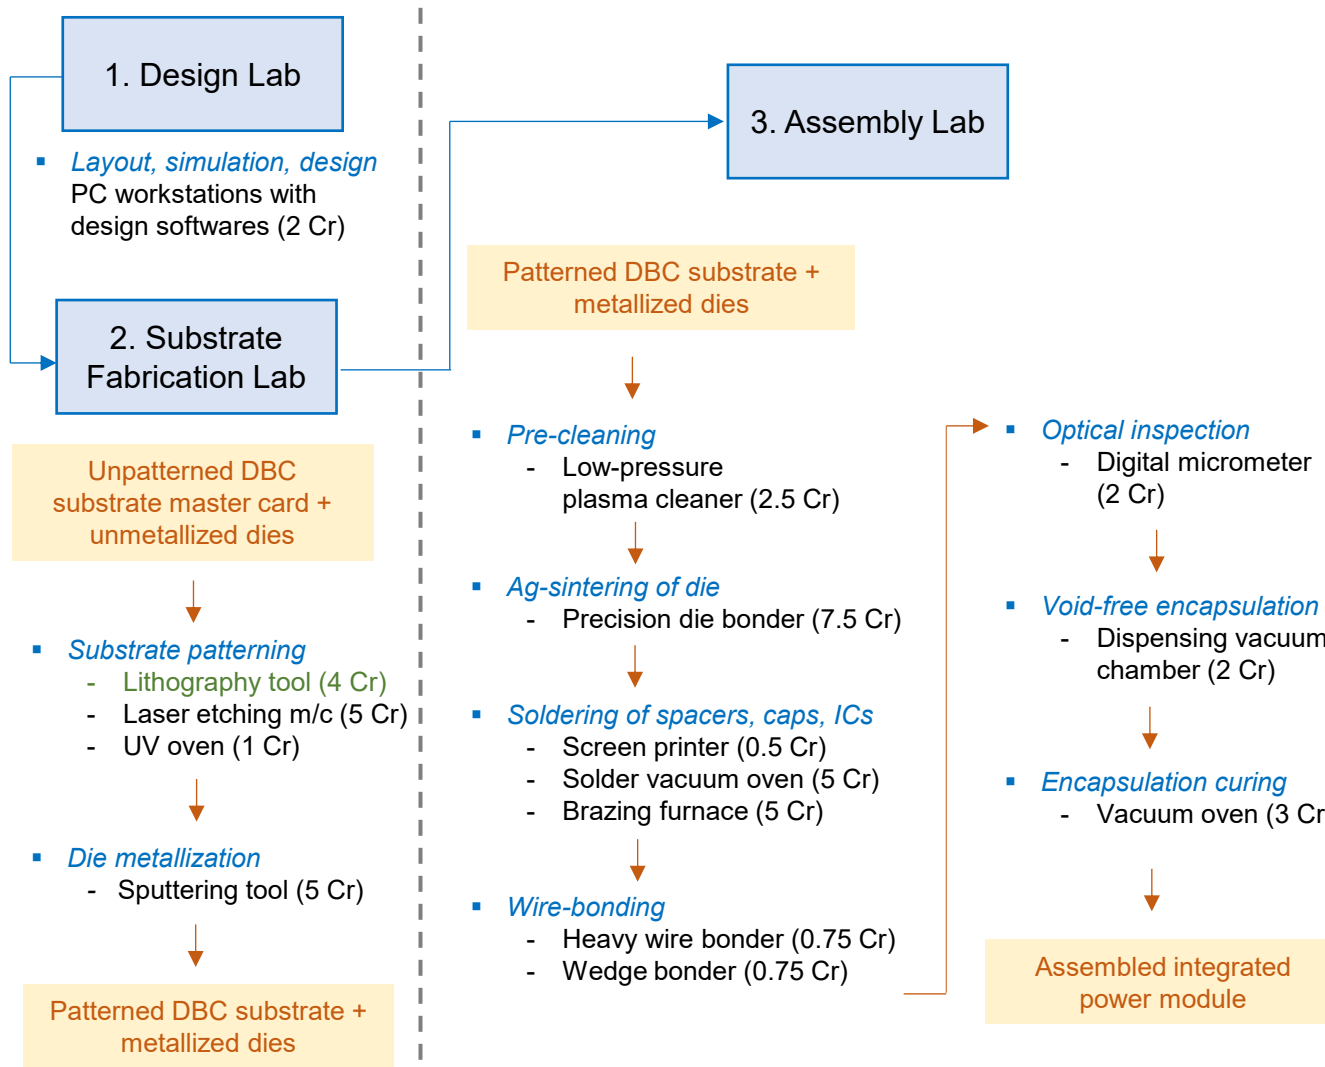 1. Design Lab
▪ Layout, simulation, design
PC workstations with
design softwares (2 Cr)
2. Substrate
Fabrication Lab
Unpatterned DBC
substrate master card +
unmetallized dies
▪ Substrate patterning
- Lithography tool (4 Cr)
- Laser etching m/c (5 Cr)
- UV oven (1 Cr)
▪ Die metallization
- Sputtering tool (5 Cr)
Patterned DBC substrate +
metallized dies
3. Assembly Lab
Patterned DBC substrate +
metallized dies
▪ Pre-cleaning
- Low-pressure
plasma cleaner (2.5 Cr)
▪ Ag-sintering of die
- Precision die bonder (7.5 Cr)
▪ Soldering of spacers, caps, ICs
- Screen printer (0.5 Cr)
- Solder vacuum oven (5 Cr)
- Brazing furnace (5 Cr)
▪ Wire-bonding
- Heavy wire bonder (0.75 Cr)
- Wedge bonder (0.75 Cr)
▪ Optical inspection
- Digital micrometer
(2 Cr)
▪ Void-free encapsulation
- Dispensing vacuum
chamber (2 Cr)
▪ Encapsulation curing
- Vacuum oven (3 Cr
Assembled integrated
power module